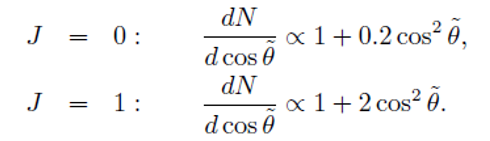 J = 0 : dN/d cos θ̃ ∝ 1 + 0.2 cos² θ̃,
J = 1 : dN/d cos θ̃ ∝ 1 + 2 cos² θ̃.